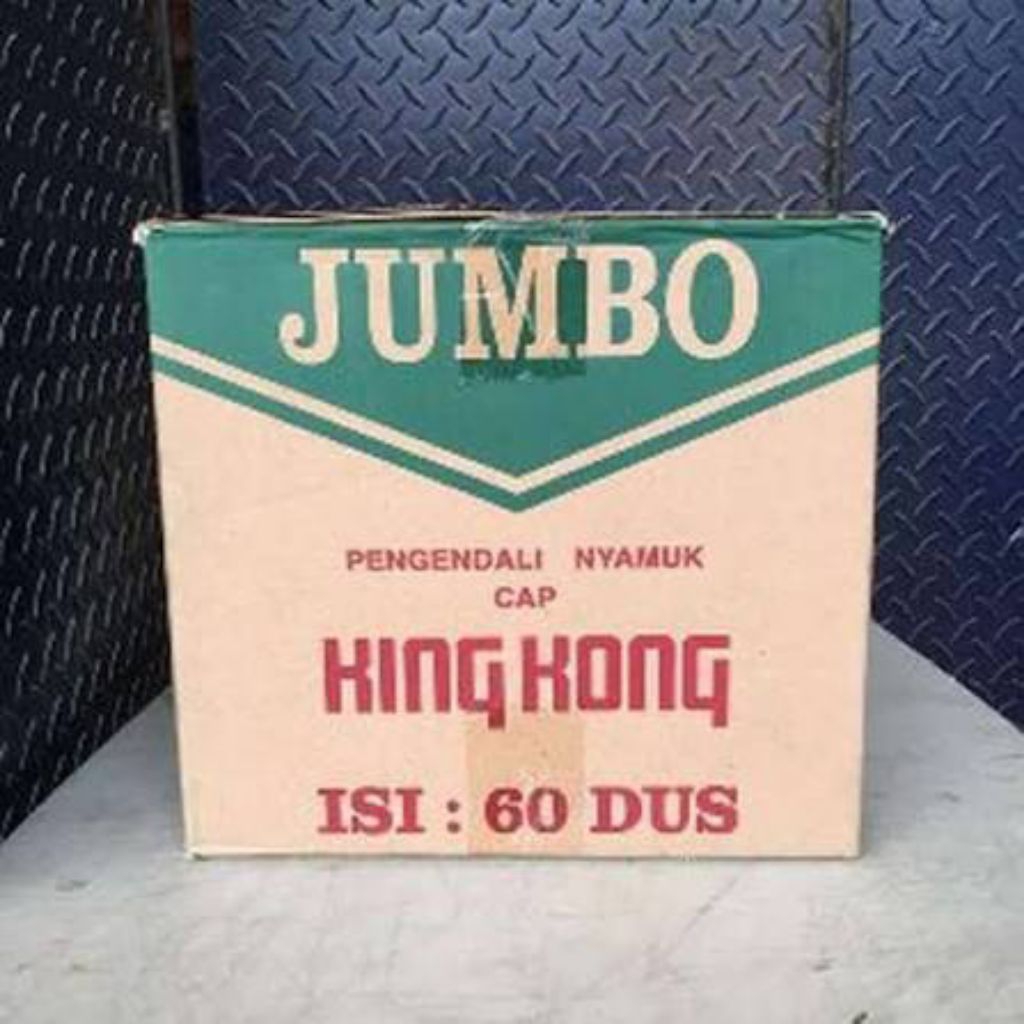 JUMBO
PENGENDALI NYAMUK
CAP
KING KONG
ISI : 60 DUS